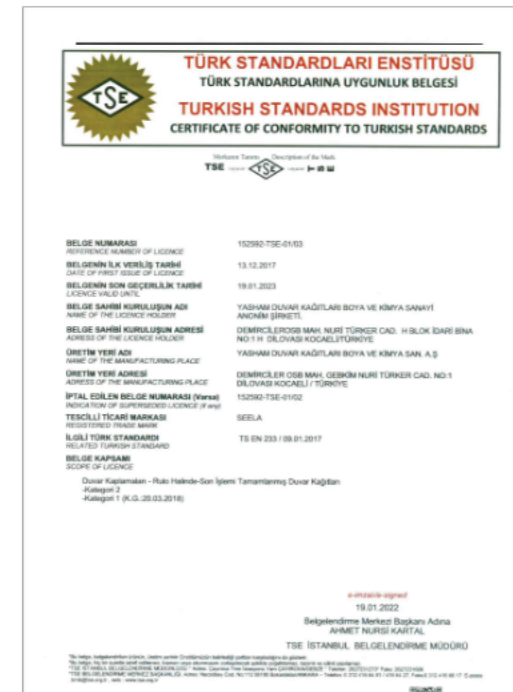 TSE
TÜRK STANDARDLARI ENSTİTÜSÜ
TÜRK STANDARDLARINA UYGUNLUK BELGESİ
TURKISH STANDARDS INSTITUTION
CERTIFICATE OF CONFORMITY TO TURKISH STANDARDS
Markanın Tanımı Description of the Mark
TSE TSE TSE
BELGE NUMARASI 152592-TSE-01/03
REFERENCE NUMBER OF LICENCE
BELGENİN İLK VERİLİŞ TARİHİ 13.12.2017
DATE OF FIRST ISSUE OF LICENCE
BELGENİN SON GEÇERLİLİK TARİHİ 19.01.2023
LICENCE VALID UNTIL
BELGE SAHİBİ KURULUŞUN ADI YASHAM DUVAR KAĞITLARI BOYA VE KİMYA SANAYİ
NAME OF THE LICENCE HOLDER ANONİM ŞİRKETİ.
BELGE SAHİBİ KURULUŞUN ADRESİ DEMİRCİLEROSB MAH. NURİ TÜRKER CAD. H BLOK İDARİ BİNA
ADRESS OF THE LICENCE HOLDER NO:1 H DİLOVASI KOCAELİ/TÜRKİYE
ÜRETİM YERİ ADI YASHAM DUVAR KAĞITLARI BOYA VE KİMYA SAN. A.Ş
NAME OF THE MANUFACTURING PLACE
ÜRETİM YERİ ADRESİ DEMİRCİLER OSB MAH. GEBKİM NURİ TÜRKER CAD. NO:1
ADRESS OF THE MANUFACTURING PLACE DİLOVASI KOCAELİ / TÜRKİYE
İPTAL EDİLEN BELGE NUMARASI (Varsa) 152592-TSE-01/02
INDICATION OF SUPERSEDED LICENCE (if any)
TESCİLLİ TİCARİ MARKASI SEELA
REGISTERED TRADE MARK
İLGİLİ TÜRK STANDARDI TS EN 233 / 09.01.2017
RELATED TURKISH STANDARD
BELGE KAPSAMI
SCOPE OF LICENCE
Duvar Kaplamaları - Rulo Halinde-Son İşlemi Tamamlanmış Duvar Kağıtları
-Kategori 2
-Kategori 1 (K.G.:20.03.2018)
e-imzalıdır/e-signed
19.01.2022
Belgelendirme Merkezi Başkanı Adına
AHMET NURSİ KARTAL
TSE İSTANBUL BELGELENDİRME MÜDÜRÜ